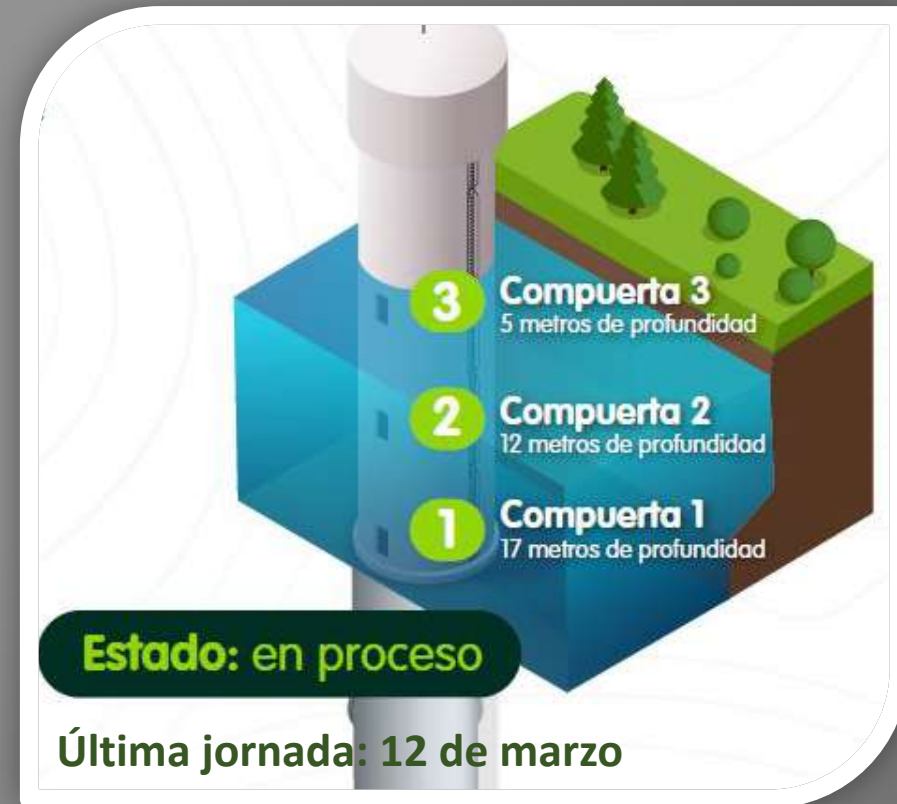 3
Compuerta 3
5 metros de profundidad
2
Compuerta 2
12 metros de profundidad
1
Compuerta 1
17 metros de profundidad
Estado: en proceso
Última jornada: 12 de marzo